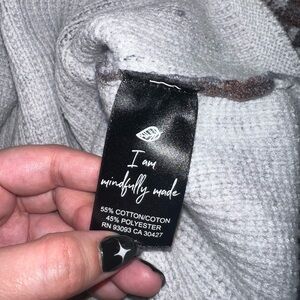 I am
mindfully made
55% COTTON/COTON
45% POLYESTER
RN 93093 CA 30427